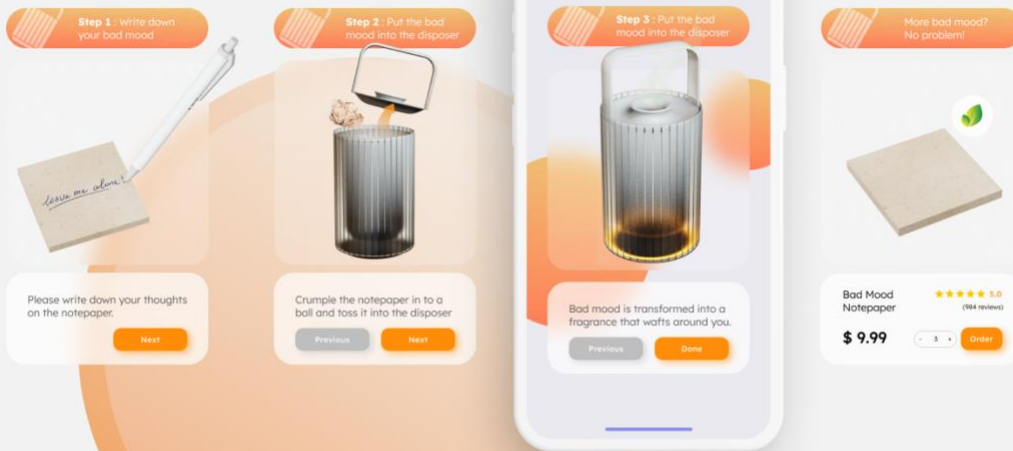 Step 1 : Write down
your bad mood
leave me alone!
Please write down your thoughts
on the notepaper.
Next
Step 2 : Put the bad
mood into the disposer
Crumple the notepaper in to a
ball and toss it into the disposer
Previous
Next
Step 3 : Put the bad
mood into the disposer
Bad mood is transformed into a
fragrance that wafts around you.
Previous
Done
More bad mood?
No problem!
Bad Mood
Notepaper
★★★★★ 5.0
(984 reviews)
$ 9.99
- 3 +
Order